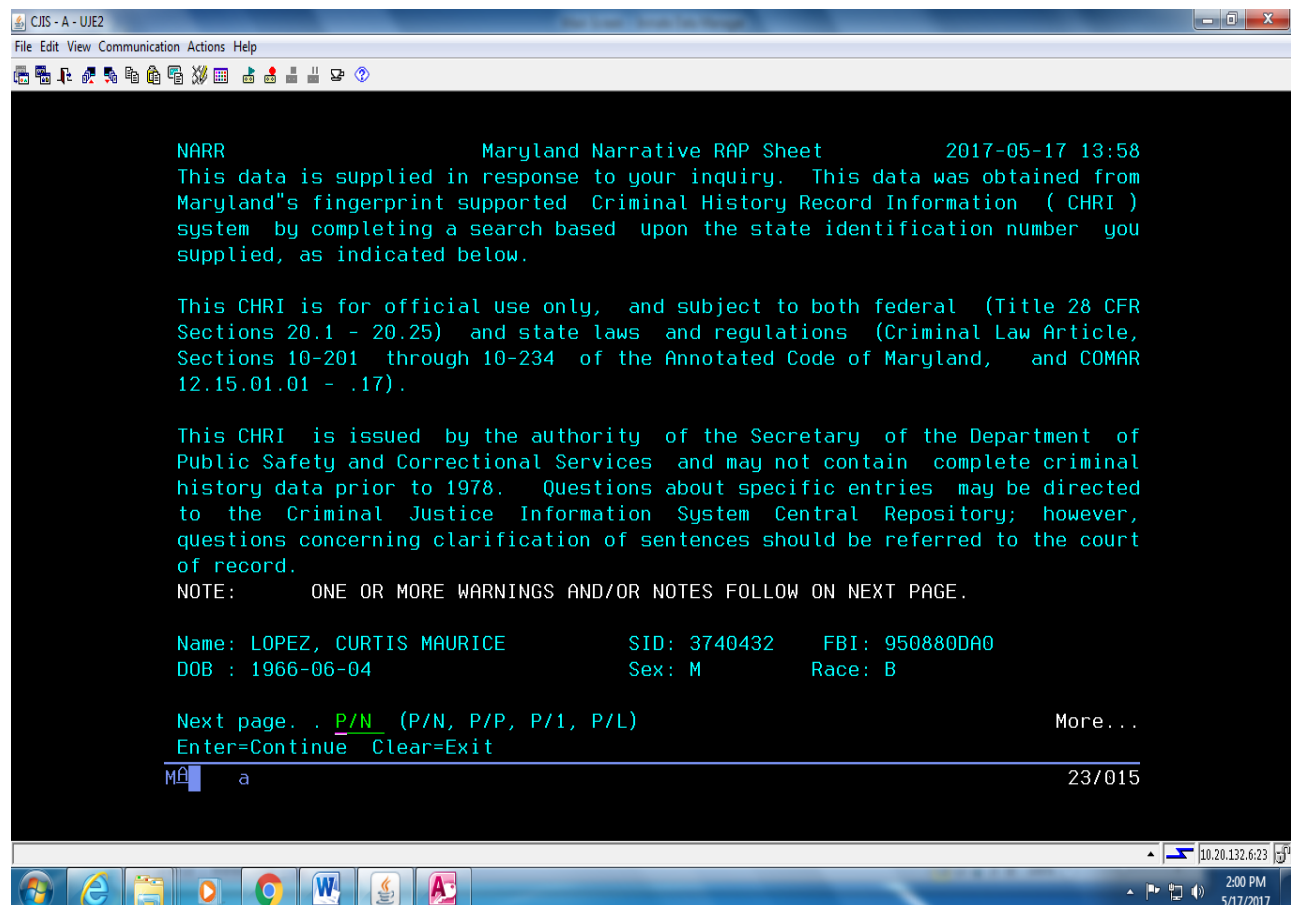 CJIS - A - UJE2
File Edit View Communication Actions Help
NARR Maryland Narrative RAP Sheet 2017-05-17 13:58
This data is supplied in response to your inquiry. This data was obtained from
Maryland"s fingerprint supported Criminal History Record Information ( CHRI )
system by completing a search based upon the state identification number you
supplied, as indicated below.
This CHRI is for official use only, and subject to both federal (Title 28 CFR
Sections 20.1 - 20.25) and state laws and regulations (Criminal Law Article,
Sections 10-201 through 10-234 of the Annotated Code of Maryland, and COMAR
12.15.01.01 - .17).
This CHRI is issued by the authority of the Secretary of the Department of
Public Safety and Correctional Services and may not contain complete criminal
history data prior to 1978. Questions about specific entries may be directed
to the Criminal Justice Information System Central Repository; however,
questions concerning clarification of sentences should be referred to the court
of record.
NOTE: ONE OR MORE WARNINGS AND/OR NOTES FOLLOW ON NEXT PAGE.
Name: LOPEZ, CURTIS MAURICE SID: 3740432 FBI: 950880DA0
DOB : 1966-06-04 Sex: M Race: B
Next page. . P/N (P/N, P/P, P/1, P/L) More...
Enter=Continue Clear=Exit
MA a 23/015
10.20.132.6:23
2:00 PM
5/17/2017